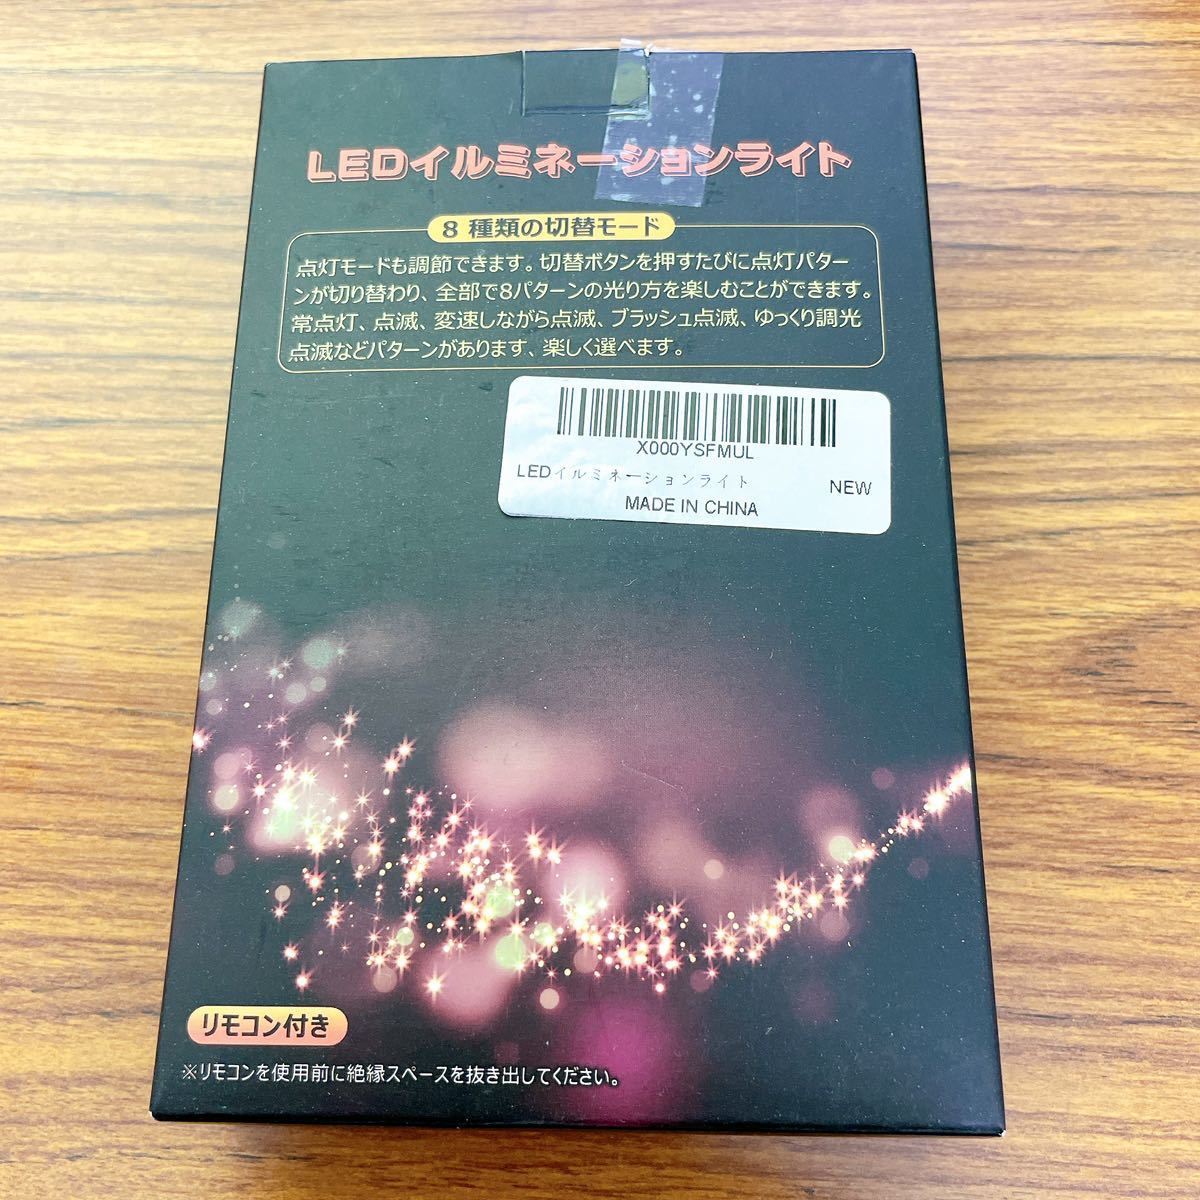 LEDイルミネーションライト
8 種類の切替モード
点灯モードも調節できます。切替ボタンを押すたびに点灯パター
ンが切り替わり、全部で8パターンの光り方を楽しむことができます。
常点灯、点滅、変速しながら点滅、ブラッシュ点滅、ゆっくり調光
点滅などパターンがあります、楽しく選べます。
X000YSFMUL
LEDイルミネーションライト
NEW
MADE IN CHINA
リモコン付き
※リモコンを使用前に絶縁スペースを抜き出してください。